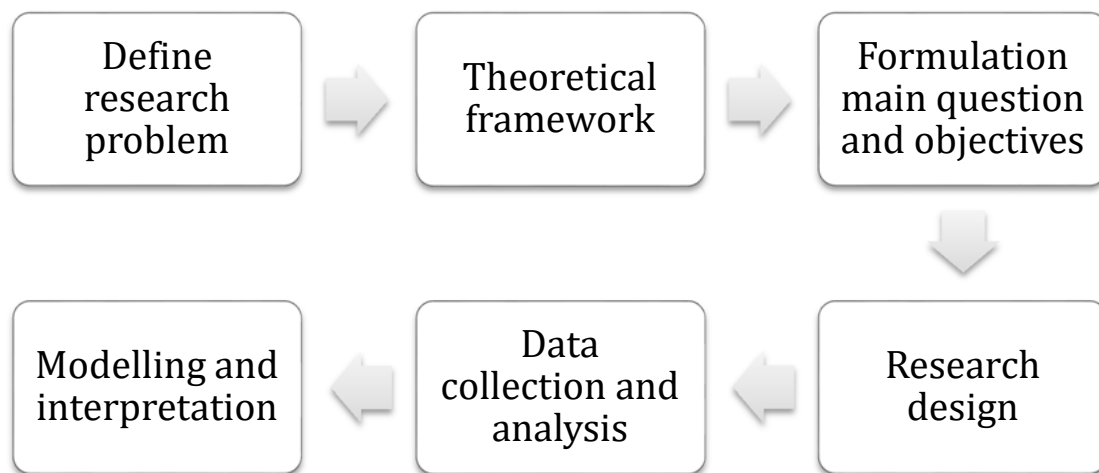 Define
research
problem
Theoretical
framework
Formulation
main question
and objectives
Research
design
Data
collection and
analysis
Modelling and
interpretation